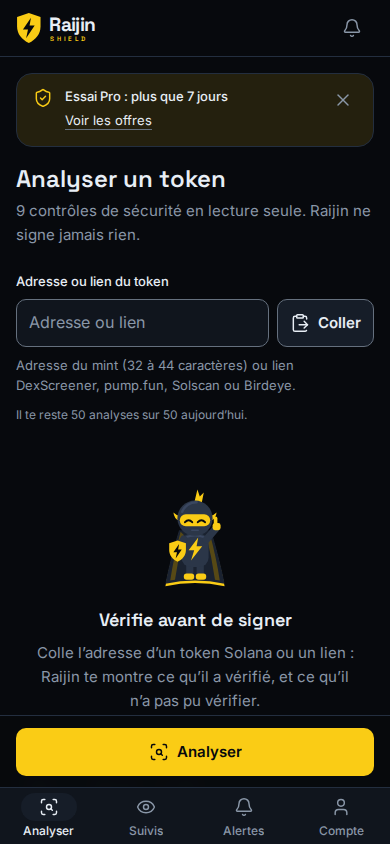 Raijin
SHIELD
Essai Pro : plus que 7 jours
Voir les offres
Analyser un token
9 contrôles de sécurité en lecture seule. Raijin ne
signe jamais rien.
Adresse ou lien du token
Adresse ou lien
Coller
Adresse du mint (32 à 44 caractères) ou lien
DexScreener, pump.fun, Solscan ou Birdeye.
Il te reste 50 analyses sur 50 aujourd’hui.
Vérifie avant de signer
Colle l’adresse d’un token Solana ou un lien :
Raijin te montre ce qu’il a vérifié, et ce qu’il
n’a pas pu vérifier.
Analyser
Analyser
Suivis
Alertes
Compte